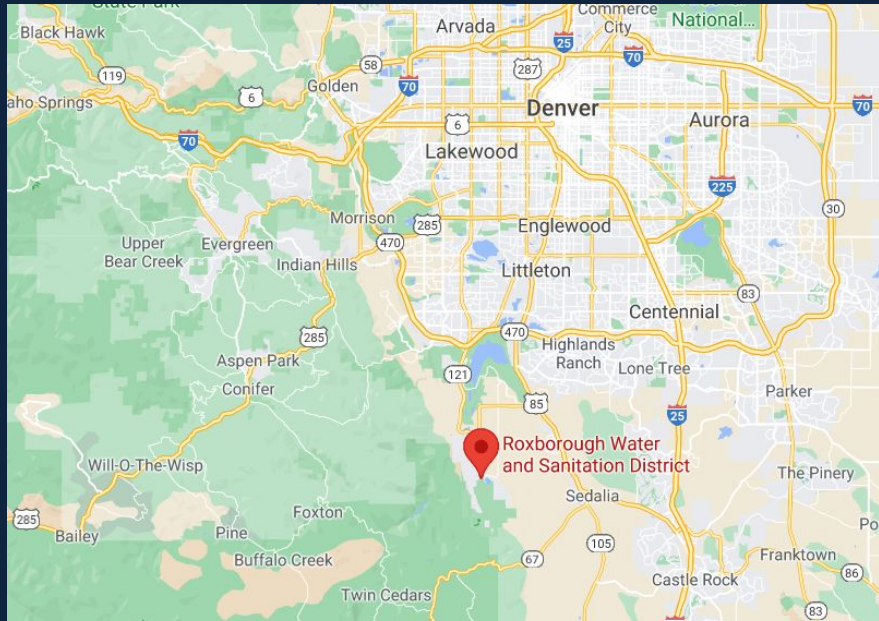 State Park
Black Hawk
Arvada
Commerce
City
National...
25
70
58
287
119
Golden
70
6
aho Springs
Denver
70
6
Aurora
70
Lakewood
225
Morrison
285
30
Upper
Bear Creek
Evergreen
470
Englewood
Indian Hills
Littleton
83
285
Centennial
470
Highlands
Ranch
Aspen Park
Conifer
121
Lone Tree
85
Parker
25
Roxborough Water
and Sanitation District
Will-O-The-Wisp
The Pinery
Sedalia
285
Bailey
Foxton
Pine
Po
105
Buffalo Creek
67
Franktown
86
Castle Rock
Twin Cedars
83